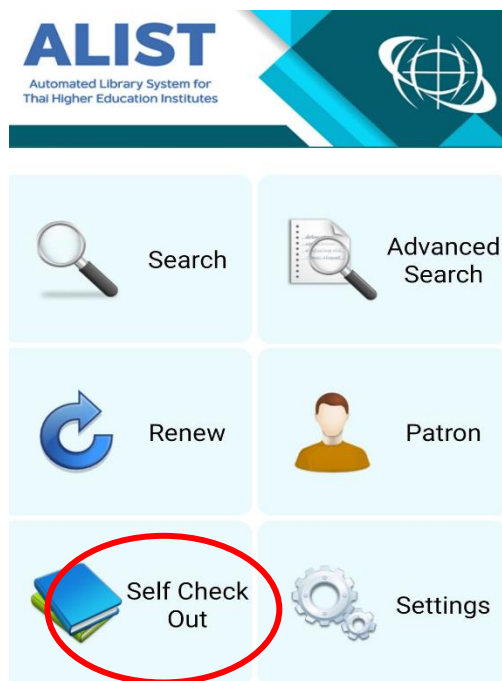 ALIST
Automated Library System for
Thai Higher Education Institutes
Search
Advanced
Search
Renew
Patron
Self Check
Out
Settings